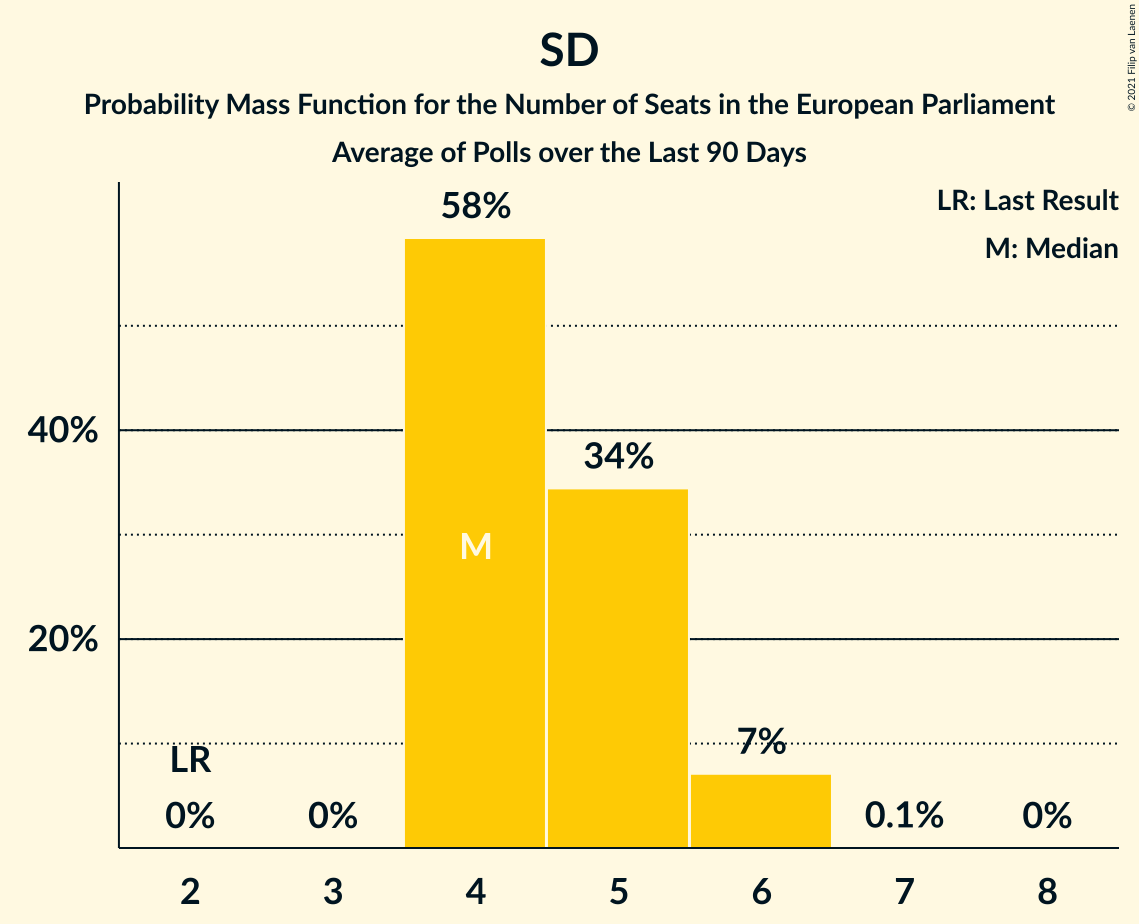 SD
Probability Mass Function for the Number of Seats in the European Parliament
Average of Polls over the Last 90 Days
© 2021 Filip van Laenen
LR: Last Result
M: Median
58%
40%
34%
M
20%
7%
LR
0%
0%
0.1%
0%
2 3 4 5 6 7 8